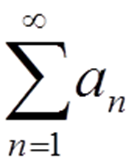 ∞
∑ aₙ
n=1